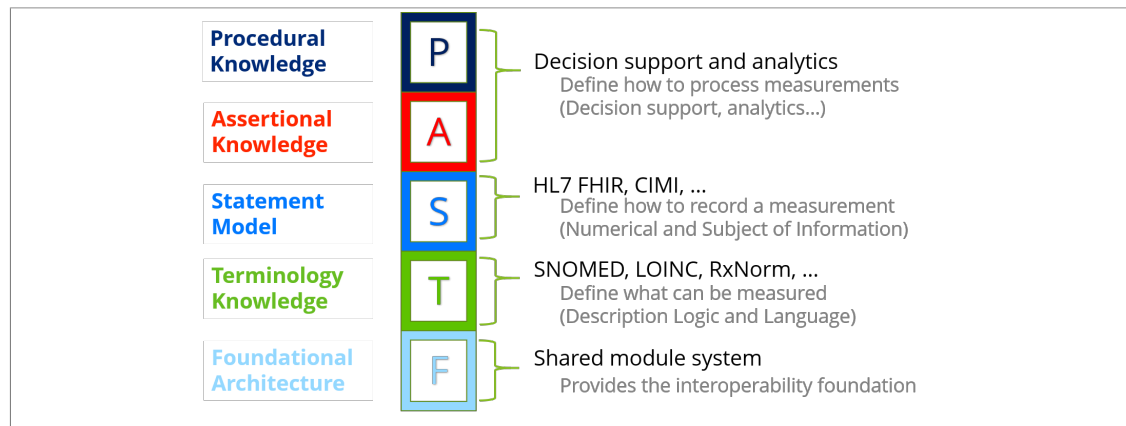 Procedural
Knowledge
P
Decision support and analytics
Define how to process measurements
(Decision support, analytics...)
Assertional
Knowledge
A
Statement
Model
S
HL7 FHIR, CIMI, ...
Define how to record a measurement
(Numerical and Subject of Information)
Terminology
Knowledge
T
SNOMED, LOINC, RxNorm, ...
Define what can be measured
(Description Logic and Language)
Foundational
Architecture
F
Shared module system
Provides the interoperability foundation